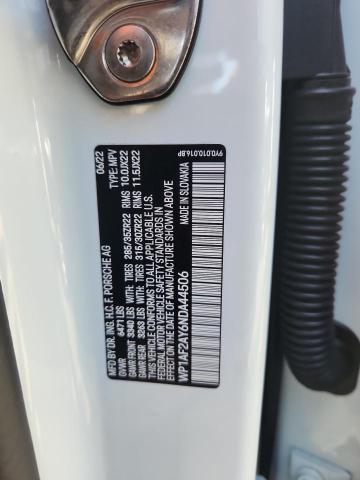 MFD BY DR. ING. H.C. F. PORSCHE AG 06/22
GVWR 6471 LBS TYPE: MPV
GAWR FRONT 3340 LBS WITH: TIRES 285/35ZR22 RIMS 10.0JX22
GAWR REAR 3583 LBS WITH: TIRES 315/30ZR22 RIMS 11.5JX22
THIS VEHICLE CONFORMS TO ALL APPLICABLE U.S.
FEDERAL MOTOR VEHICLE SAFETY STANDARDS IN
EFFECT ON THE DATE OF MANUFACTURE SHOWN ABOVE
WP1AF2AY6NDA44506 MADE IN SLOVAKIA
9Y0.010.016.BP